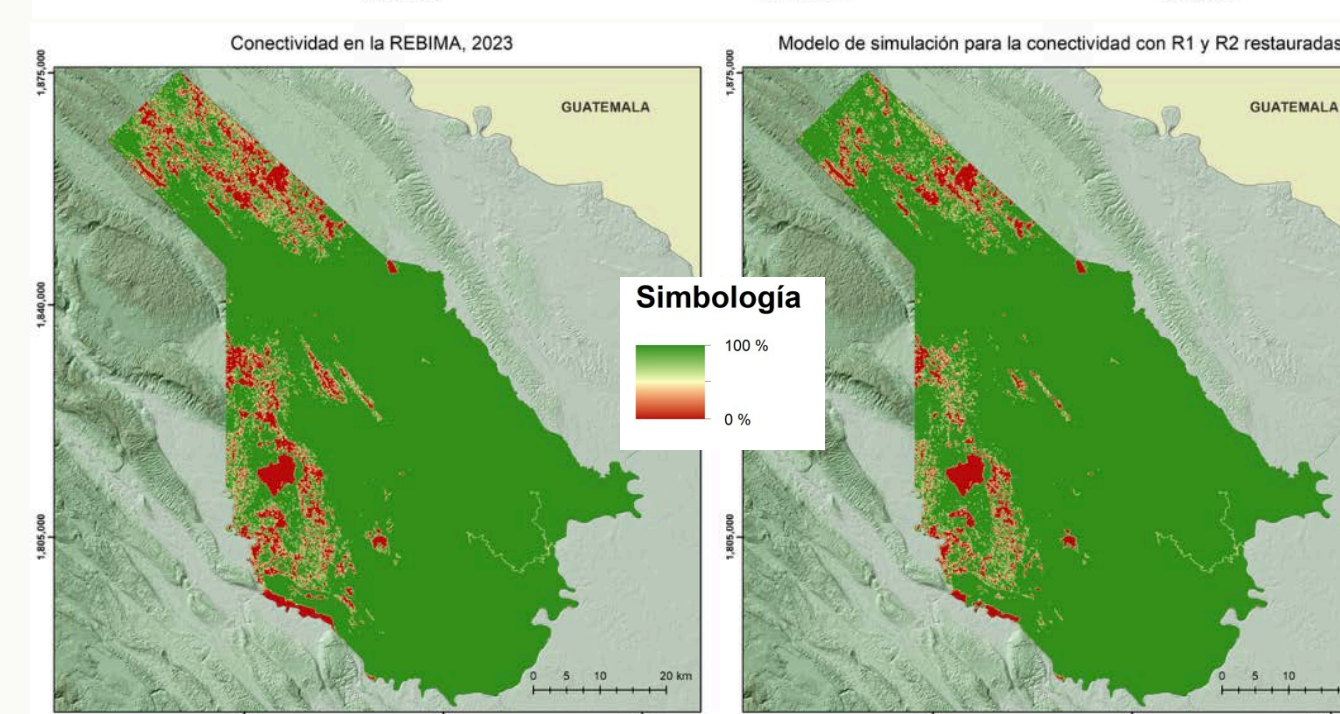 Conectividad en la REBIMA, 2023
Modelo de simulación para la conectividad con R1 y R2 restauradas
1,875,000
1,840,000
1,805,000
GUATEMALA
0 5 10 20 km
Simbología
100 %
0 %
1,875,000
1,840,000
1,805,000
GUATEMALA
0 5 10